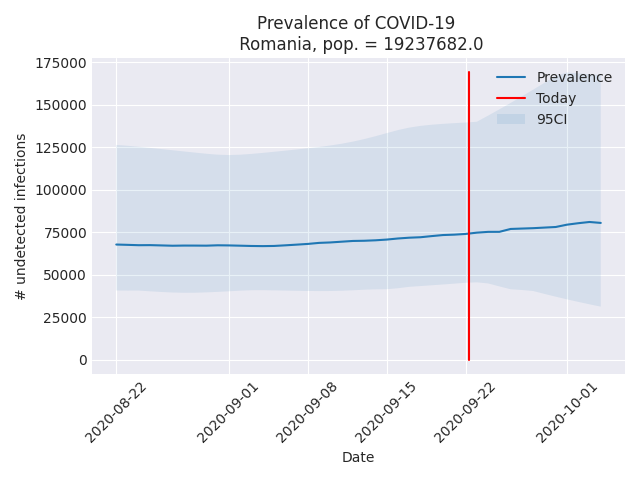 Prevalence of COVID-19
Romania, pop. = 19237682.0
175000
150000
125000
100000
75000
50000
25000
0
# undetected infections
Prevalence
Today
95CI
2020-08-22
2020-09-01
2020-09-08
2020-09-15
2020-09-22
2020-10-01
Date